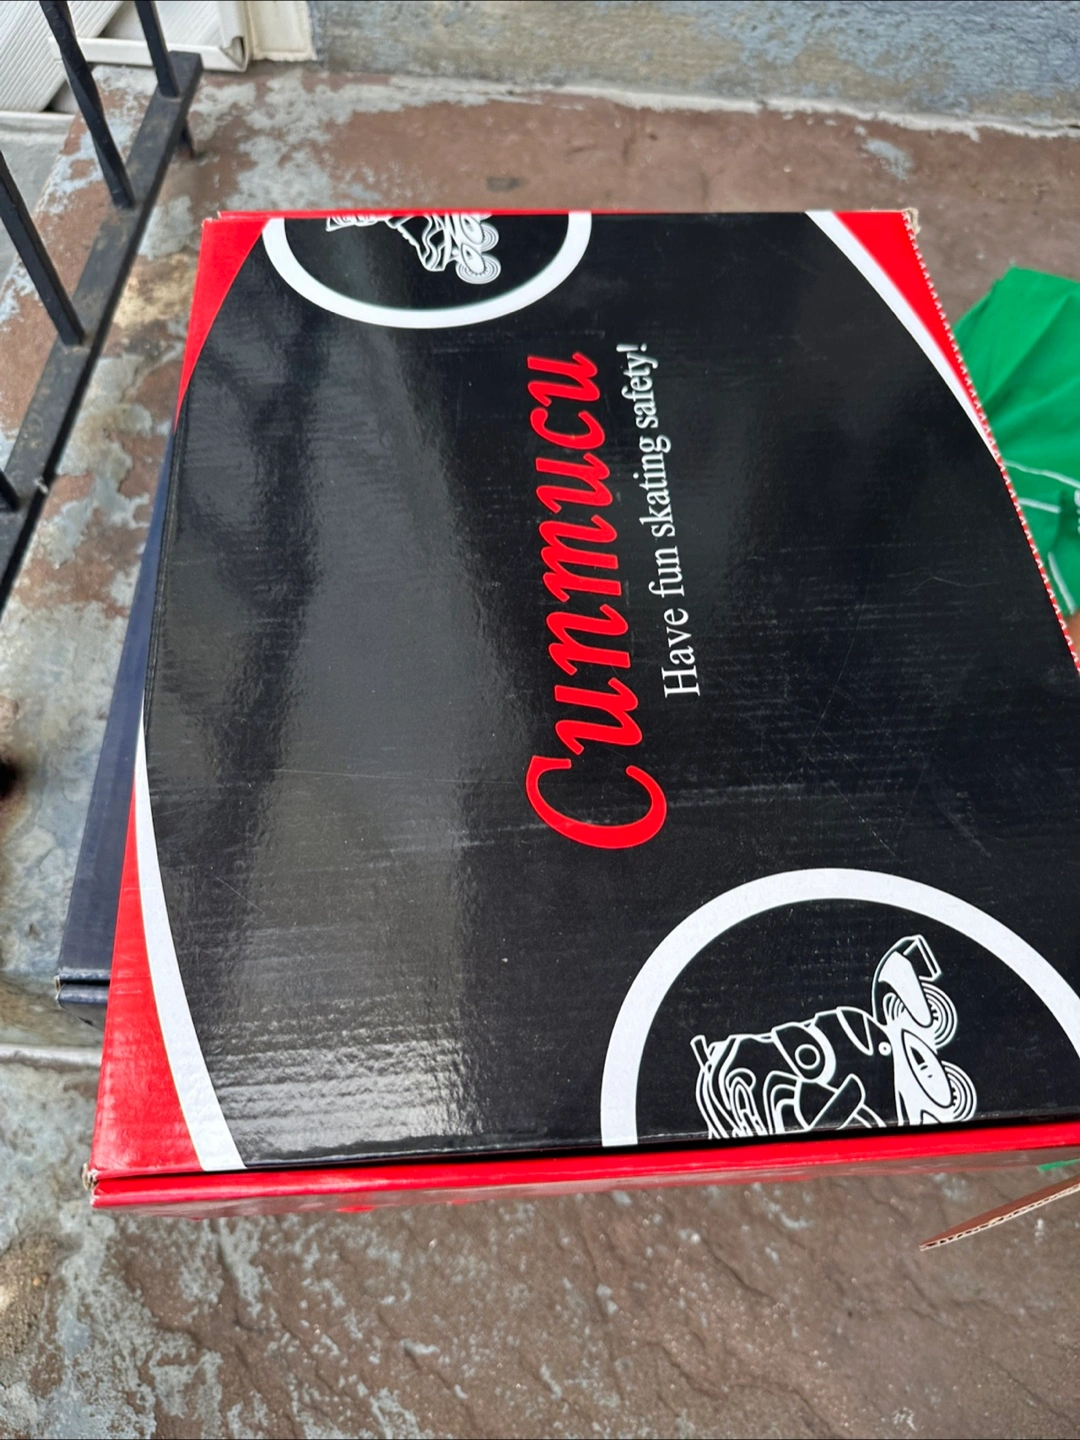 Cunmucu
Have fun skating safety!